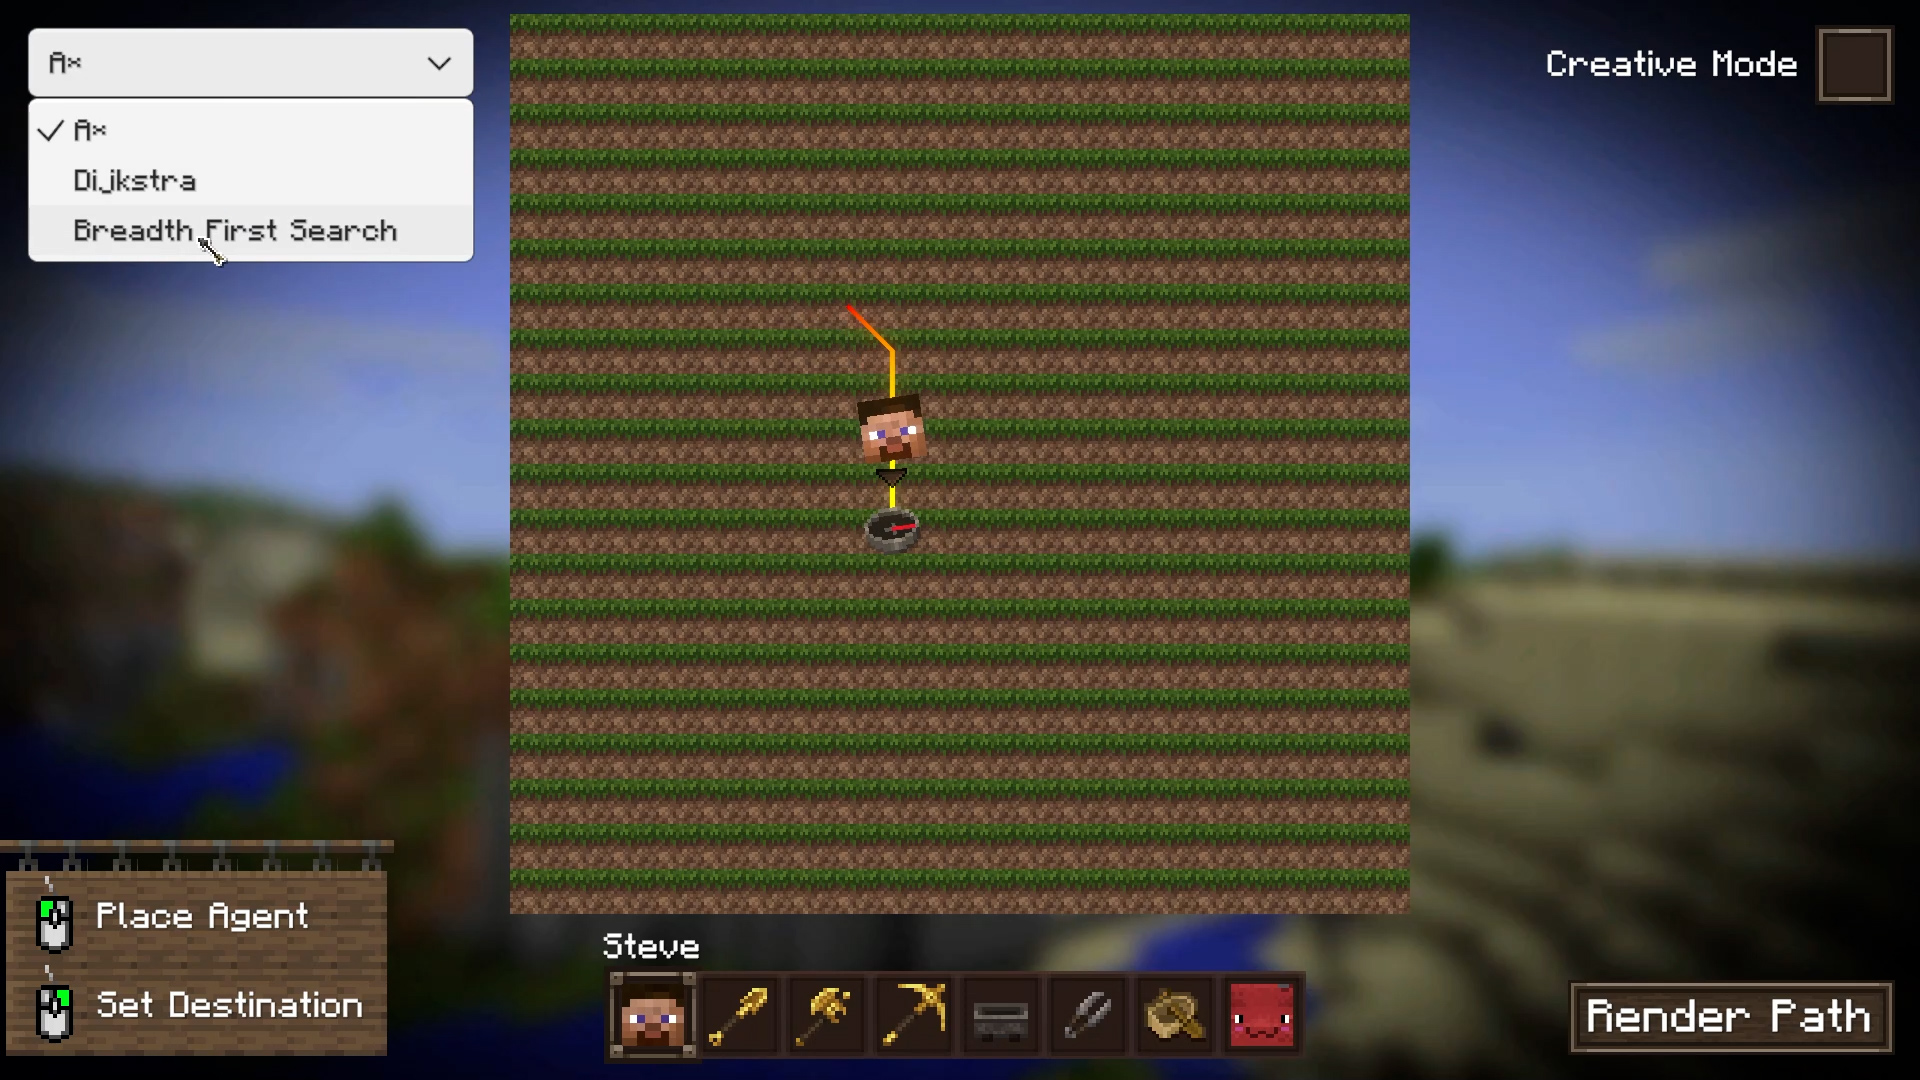 A*
A*
Dijkstra
Breadth First Search
Creative Mode
Place Agent
Set Destination
Steve
Render Path